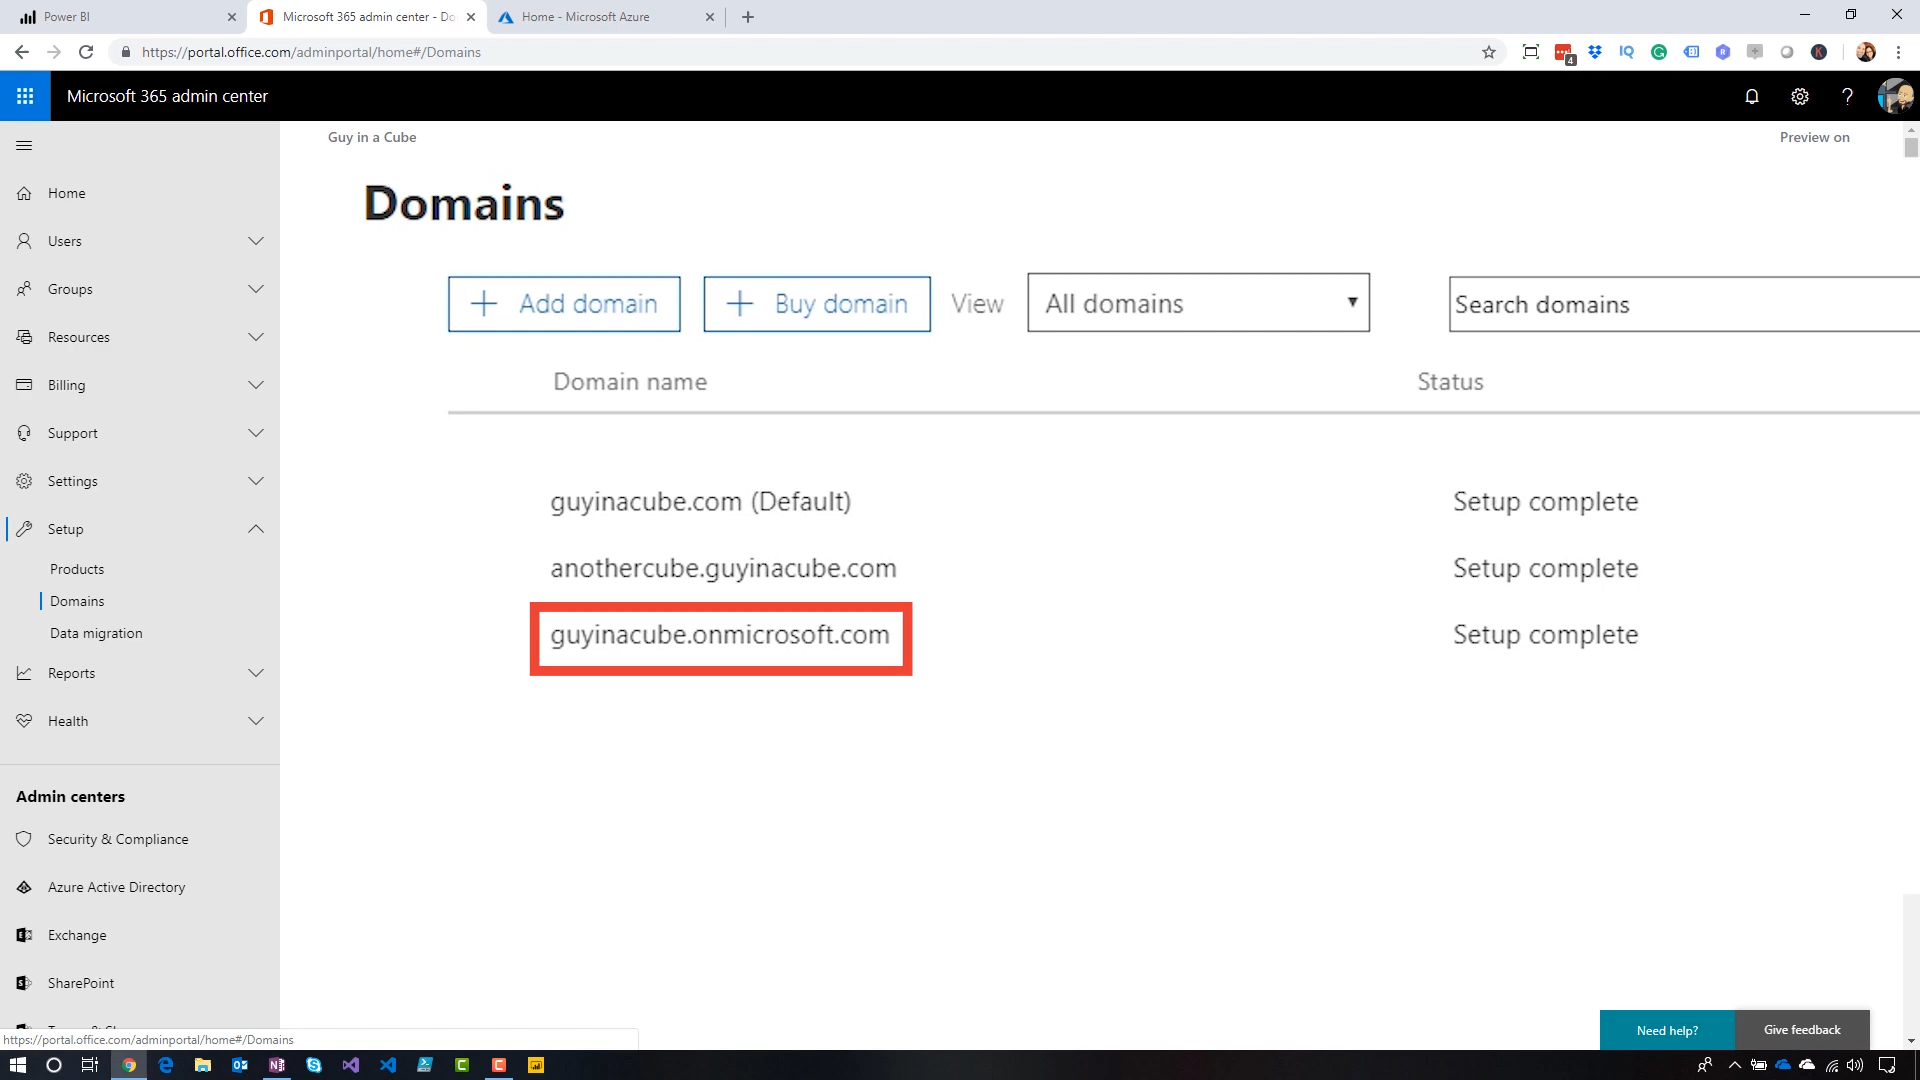 Power BI
Microsoft 365 admin center - Do
Home - Microsoft Azure
https://portal.office.com/adminportal/home#/Domains
4
Microsoft 365 admin center
Guy in a Cube
Preview on
Home
Users
Groups
Resources
Billing
Support
Settings
Setup
Products
Domains
Data migration
Reports
Health
Admin centers
Security & Compliance
Azure Active Directory
Exchange
SharePoint
Domains
Add domain
Buy domain
View
All domains
Search domains
Domain name
Status
guyinacube.com (Default)
Setup complete
anothercube.guyinacube.com
Setup complete
guyinacube.onmicrosoft.com
Setup complete
Need help?
Give feedback
https://portal.office.com/adminportal/home#/Domains